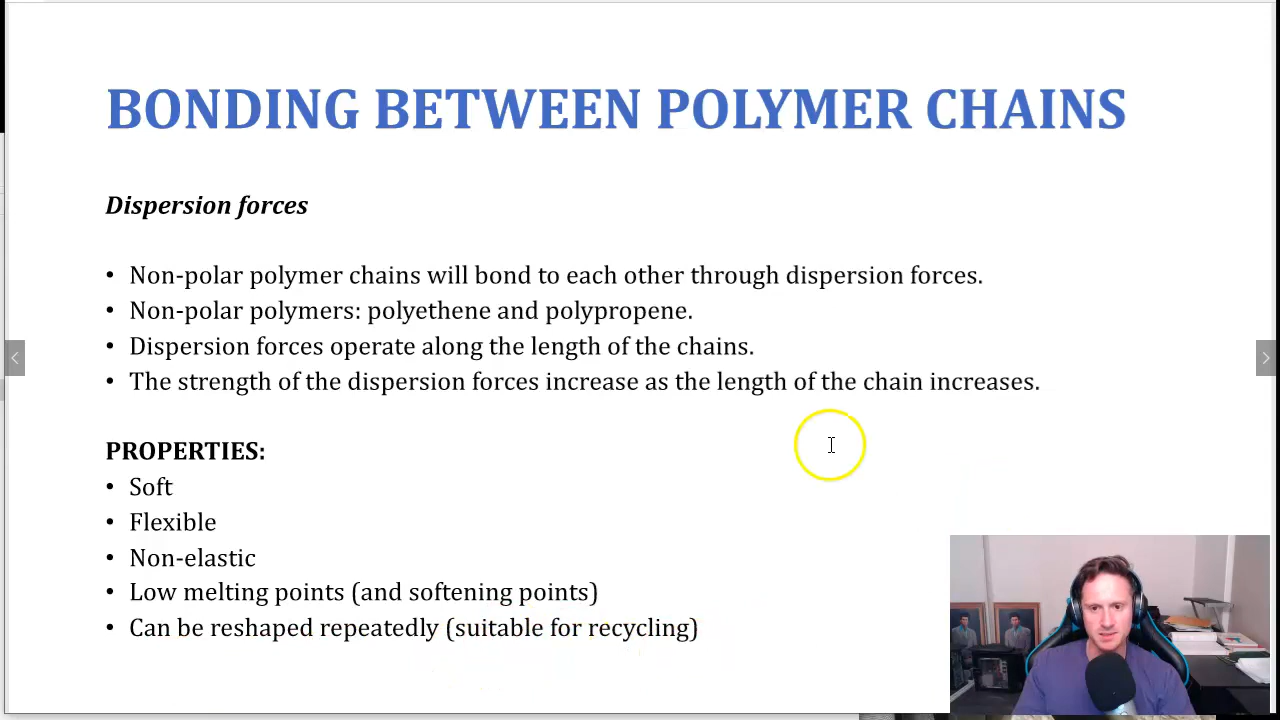 BONDING BETWEEN POLYMER CHAINS
Dispersion forces
• Non-polar polymer chains will bond to each other through dispersion forces.
• Non-polar polymers: polyethene and polypropene.
• Dispersion forces operate along the length of the chains.
• The strength of the dispersion forces increase as the length of the chain increases.
PROPERTIES:
• Soft
• Flexible
• Non-elastic
• Low melting points (and softening points)
• Can be reshaped repeatedly (suitable for recycling)